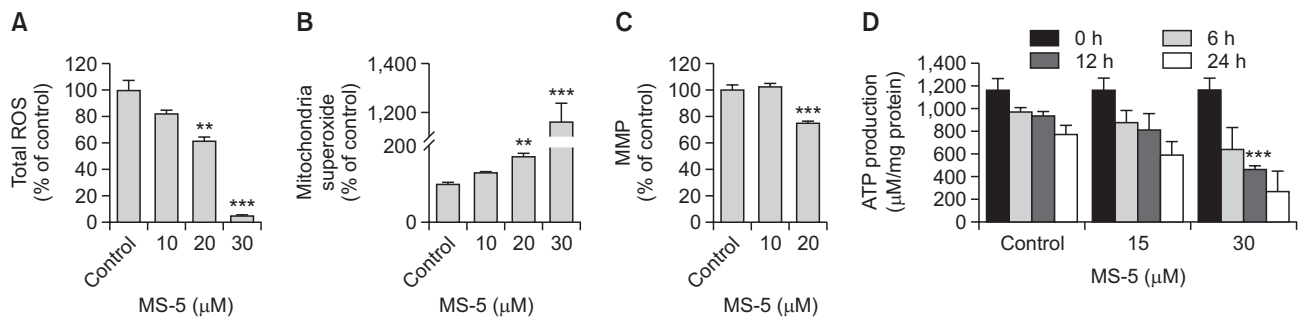 A
Total ROS
(% of control)
120
100
80
60
40
20
0
**
***
Control
10
20
30
MS-5 (μM)
B
Mitochondria
superoxide
(% of control)
1,400
1,200
200
0
**
***
Control
10
20
30
MS-5 (μM)
C
MMP
(% of control)
120
100
80
60
40
20
0
***
Control
10
20
MS-5 (μM)
D
0 h
6 h
12 h
24 h
ATP production
(μM/mg protein)
1,400
1,200
1,000
800
600
400
200
0
***
Control
15
30
MS-5 (μM)